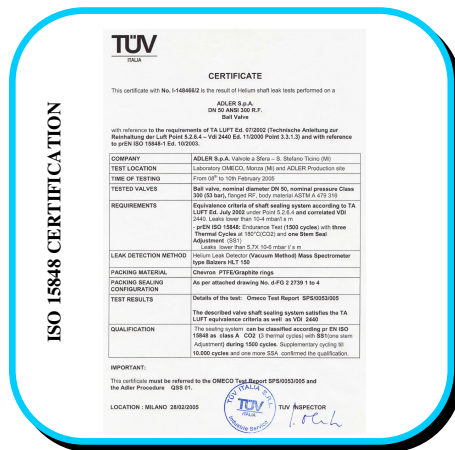 ISO 15848 CERTIFICATION
TÜV
ITALIA
CERTIFICATE
This certificate with No. I-148466/2 is the result of Helium shaft leak tests performed on a
ADLER S.p.A.
DN 50 ANSI 300 R.F.
Ball Valve
with reference to the requirements of TA LUFT Ed. 07/2002 (Technische Anleitung zur
Reinhaltung der Luft Point 5.2.6.4 – Vdi 2440 Ed. 11/2000 Point 3.3.1.3) and with reference
to prEN ISO 15848-1 Ed. 10/2003.
COMPANY ADLER S.p.A. Valvole a Sfera – S. Stefano Ticino (Mi)
TEST LOCATION Laboratory OMECO, Monza (Mi) and ADLER Production site
TIME OF TESTING From 08th to 10th February 2005
TESTED VALVES Ball valve, nominal diameter DN 50, nominal pressure Class
300 (53 bar), flanged RF, body material ASTM A 479 316
REQUIREMENTS Equivalence criteria of shaft sealing system according to TA
LUFT Ed. July 2002 under Point 5.2.6.4 and correlated VDI
2440. Leaks lower than 10-4 mbar/l s m
- prEN ISO 15848: Endurance Test (1500 cycles) with three
Thermal Cycles at 180°C(CO2) and one Stem Seal
Adjustment (SS1)
Leaks lower than 5,7X 10-6 mbar l/ s m
LEAK DETECTION METHOD Helium Leak Detector (Vacuum Method) Mass Spectrometer
type Balzers HLT 150
PACKING MATERIAL Chevron PTFE/Graphite rings
PACKING SEALING
CONFIGURATION As per attached drawing No. d-FG 2 2739 1 to 4
TEST RESULTS Details of the test: Omeco Test Report SPS/0053/005
The described valve shaft sealing system satisfies the TA
LUFT equivalence criteria as well as VDI 2440
QUALIFICATION The sealing system can be classified according pr EN ISO
15848 as class A CO2 (3 thermal cycles) with SS1(one stem
Adjustment) during 1500 cycles. Supplementary cycling till
10.000 cycles and one more SSA confirmed the qualification.
IMPORTANT:
This certificate must be referred to the OMECO Test Report SPS/0053/005 and
the Adler Procedure QSS 01.
LOCATION : MILANO 28/02/2005
TUV INSPECTOR
TÜV ITALIA S.R.L.
TÜV
Industrie Service